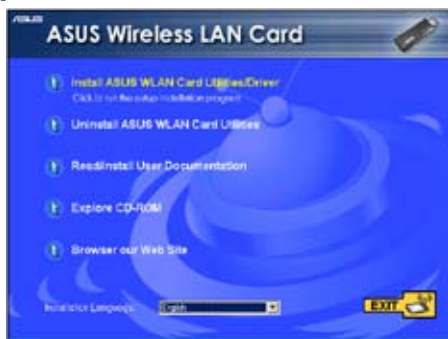 ASUS
ASUS Wireless LAN Card
Install ASUS WLAN Card Utilities/Driver
Click to run the setup installation program
Uninstall ASUS WLAN Card Utilities
Read/Install User Documentation
Explore CD-ROM
Browser our Web Site
Installation Language:
English
EXIT